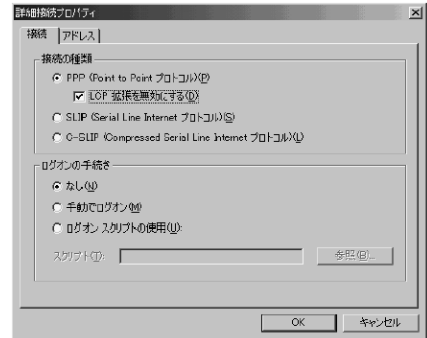 詳細接続プロパティ
接続 アドレス
接続の種類
PPP (Point to Point プロトコル)(P)
LCP 拡張を無効にする(D)
SLIP (Serial Line Internet プロトコル)(S)
C-SLIP (Compressed Serial Line Internet プロトコル)(L)
ログオンの手続き
なし(N)
手動でログオン(M)
ログオン スクリプトの使用(U):
スクリプト(T): 参照(B)...
OK キャンセル